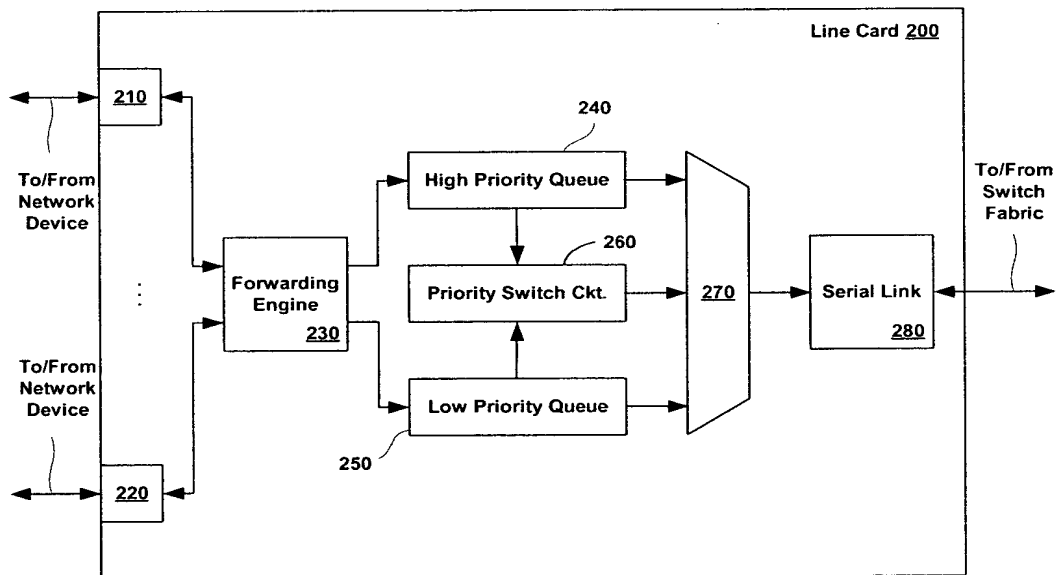 Line Card 200
210
To/From
Network
Device
240
High Priority Queue
To/From
Switch
Fabric
260
Forwarding
Engine
230
Priority Switch Ckt.
270
Serial Link
280
To/From
Network
Device
Low Priority Queue
250
220